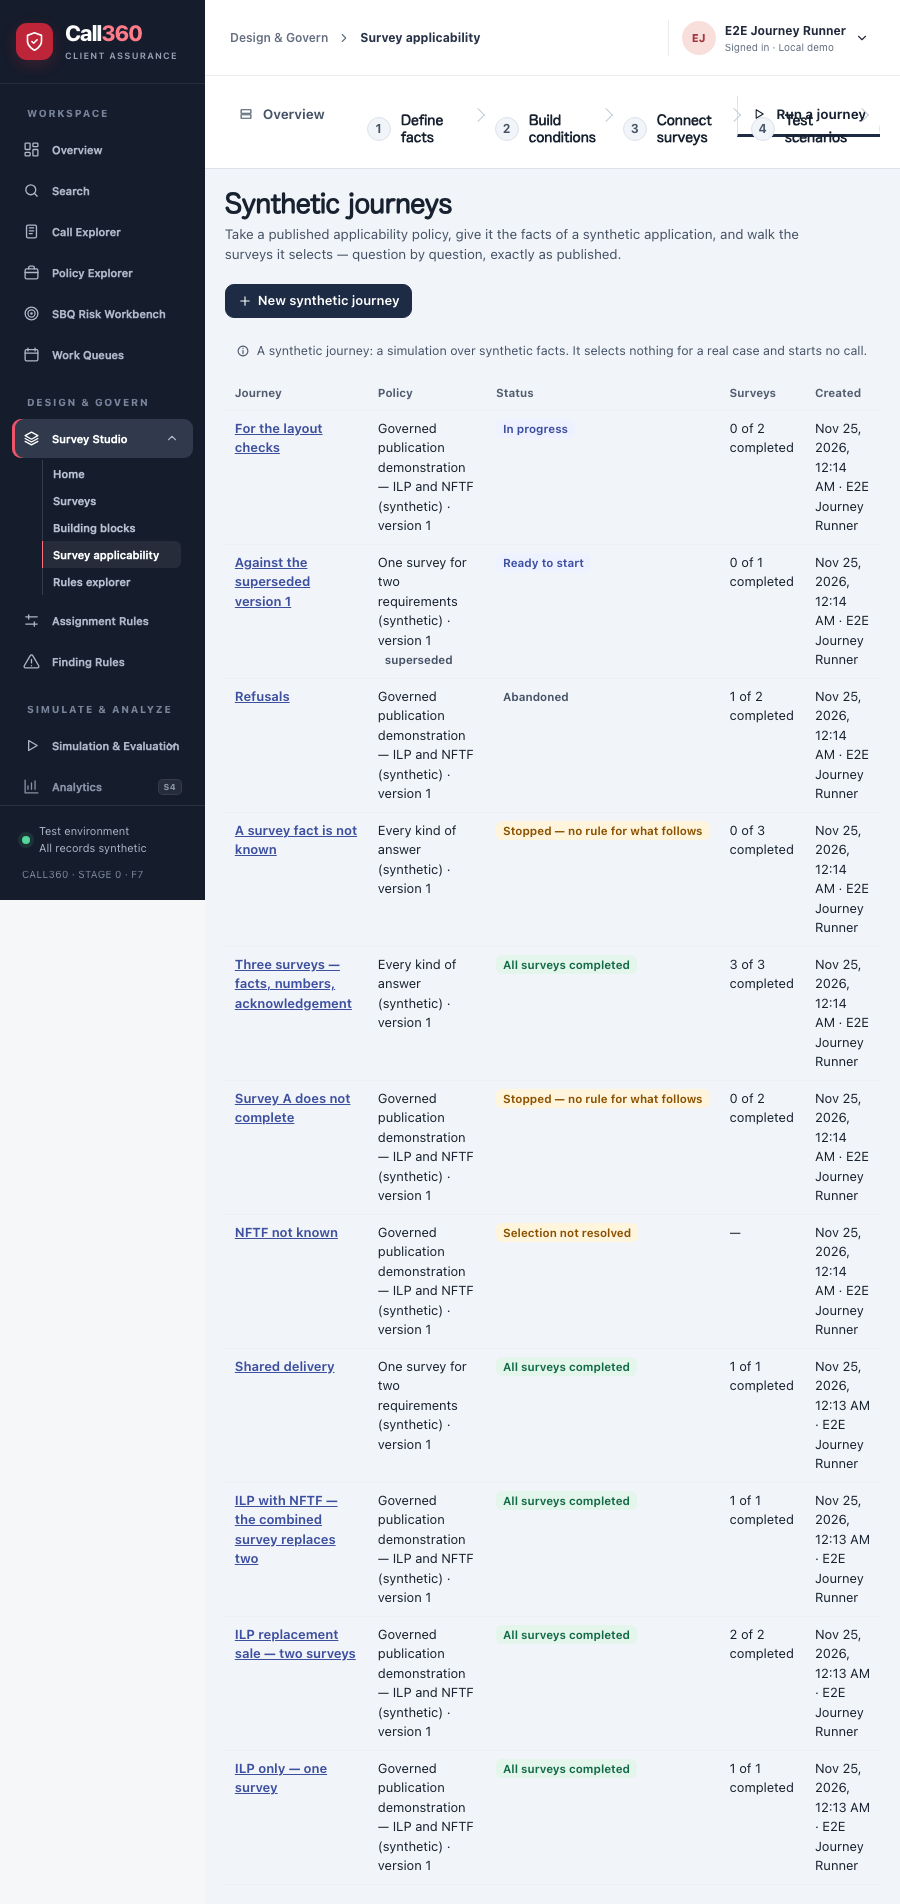 Call360
CLIENT ASSURANCE
WORKSPACE
Overview
Search
Call Explorer
Policy Explorer
SBQ Risk Workbench
Work Queues
DESIGN & GOVERN
Survey Studio
Home
Surveys
Building blocks
Survey applicability
Rules explorer
Assignment Rules
Finding Rules
SIMULATE & ANALYZE
Simulation & Evaluation
Analytics
S4
Test environment
All records synthetic
CALL360 · STAGE 0 · F7
Design & Govern
Survey applicability
EJ
E2E Journey Runner
Signed in · Local demo
Overview
1
Define
facts
2
Build
conditions
3
Connect
surveys
4
Test
scenarios
Run a journey
Synthetic journeys
Take a published applicability policy, give it the facts of a synthetic application, and walk the
surveys it selects — question by question, exactly as published.
New synthetic journey
A synthetic journey: a simulation over synthetic facts. It selects nothing for a real case and starts no call.
Journey
Policy
Status
Surveys
Created
For the layout
checks
Governed
publication
demonstration
— ILP and NFTF
(synthetic) ·
version 1
In progress
0 of 2
completed
Nov 25,
2026,
12:14
AM · E2E
Journey
Runner
Against the
superseded
version 1
One survey for
two
requirements
(synthetic) ·
version 1
superseded
Ready to start
0 of 1
completed
Nov 25,
2026,
12:14
AM · E2E
Journey
Runner
Refusals
Governed
publication
demonstration
— ILP and NFTF
(synthetic) ·
version 1
Abandoned
1 of 2
completed
Nov 25,
2026,
12:14
AM · E2E
Journey
Runner
A survey fact is not
known
Every kind of
answer
(synthetic) ·
version 1
Stopped — no rule for what follows
0 of 3
completed
Nov 25,
2026,
12:14
AM · E2E
Journey
Runner
Three surveys —
facts, numbers,
acknowledgement
Every kind of
answer
(synthetic) ·
version 1
All surveys completed
3 of 3
completed
Nov 25,
2026,
12:14
AM · E2E
Journey
Runner
Survey A does not
complete
Governed
publication
demonstration
— ILP and NFTF
(synthetic) ·
version 1
Stopped — no rule for what follows
0 of 2
completed
Nov 25,
2026,
12:14
AM · E2E
Journey
Runner
NFTF not known
Governed
publication
demonstration
— ILP and NFTF
(synthetic) ·
version 1
Selection not resolved
—
Nov 25,
2026,
12:14
AM · E2E
Journey
Runner
Shared delivery
One survey for
two
requirements
(synthetic) ·
version 1
All surveys completed
1 of 1
completed
Nov 25,
2026,
12:13 AM
· E2E
Journey
Runner
ILP with NFTF —
the combined
survey replaces
two
Governed
publication
demonstration
— ILP and NFTF
(synthetic) ·
version 1
All surveys completed
1 of 1
completed
Nov 25,
2026,
12:13 AM
· E2E
Journey
Runner
ILP replacement
sale — two surveys
Governed
publication
demonstration
— ILP and NFTF
(synthetic) ·
version 1
All surveys completed
2 of 2
completed
Nov 25,
2026,
12:13 AM
· E2E
Journey
Runner
ILP only — one
survey
Governed
publication
demonstration
— ILP and NFTF
(synthetic) ·
version 1
All surveys completed
1 of 1
completed
Nov 25,
2026,
12:13 AM
· E2E
Journey
Runner